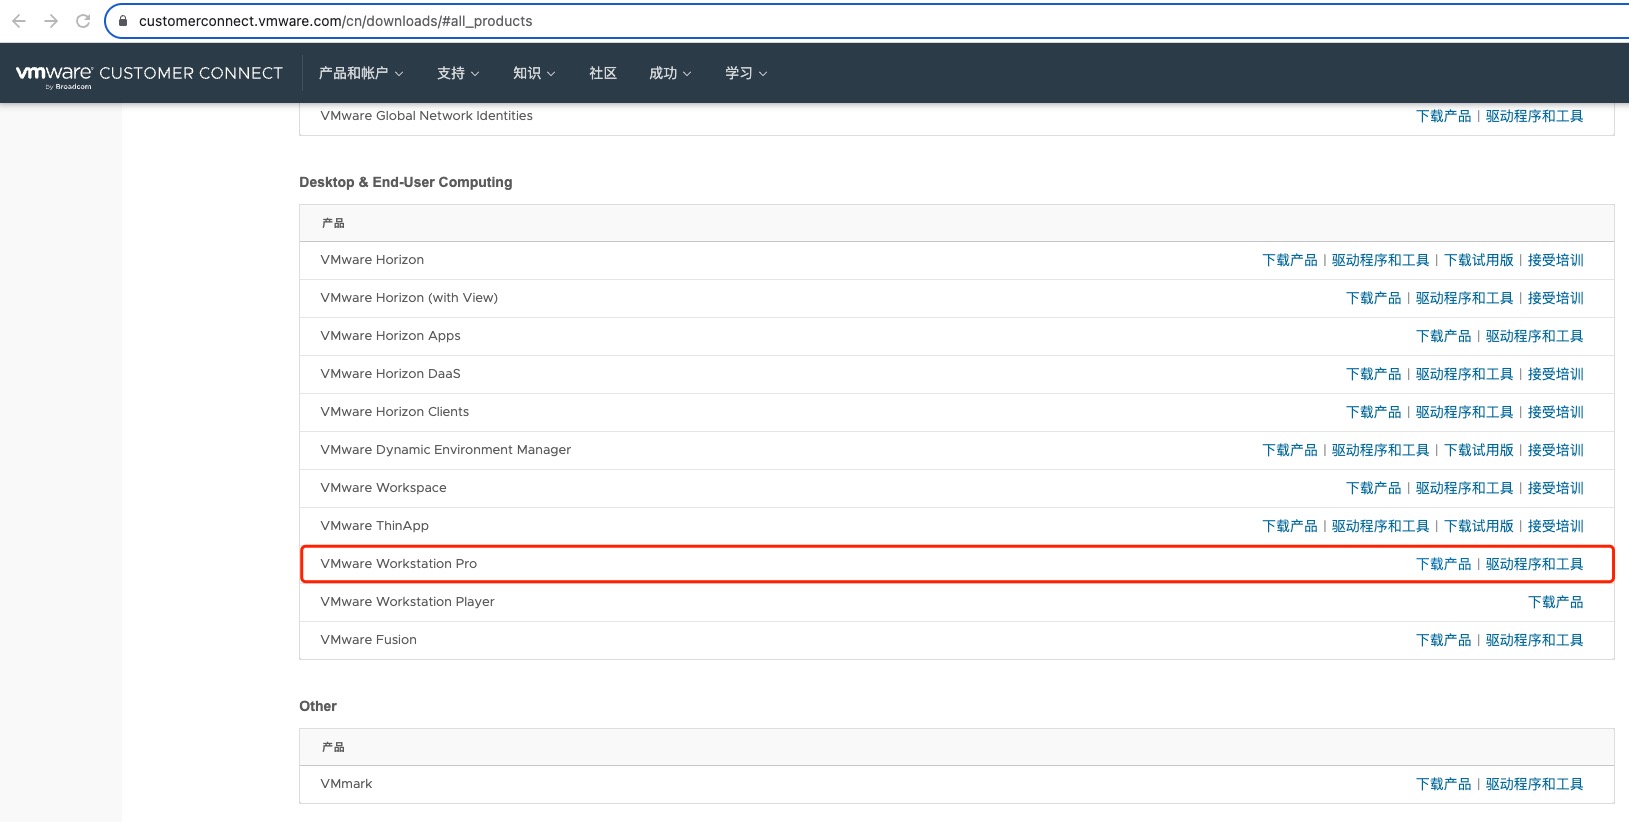 customerconnect.vmware.com/cn/downloads/#all_products
vmware® CUSTOMER CONNECT 产品和帐户 支持 知识 社区 成功 学习
by Broadcom
VMware Global Network Identities 下载产品 | 驱动程序和工具
Desktop & End-User Computing
产品
VMware Horizon 下载产品 | 驱动程序和工具 | 下载试用版 | 接受培训
VMware Horizon (with View) 下载产品 | 驱动程序和工具 | 接受培训
VMware Horizon Apps 下载产品 | 驱动程序和工具
VMware Horizon DaaS 下载产品 | 驱动程序和工具 | 接受培训
VMware Horizon Clients 下载产品 | 驱动程序和工具 | 接受培训
VMware Dynamic Environment Manager 下载产品 | 驱动程序和工具 | 下载试用版 | 接受培训
VMware Workspace 下载产品 | 驱动程序和工具 | 接受培训
VMware ThinApp 下载产品 | 驱动程序和工具 | 下载试用版 | 接受培训
VMware Workstation Pro 下载产品 | 驱动程序和工具
VMware Workstation Player 下载产品
VMware Fusion 下载产品 | 驱动程序和工具
Other
产品
VMmark 下载产品 | 驱动程序和工具